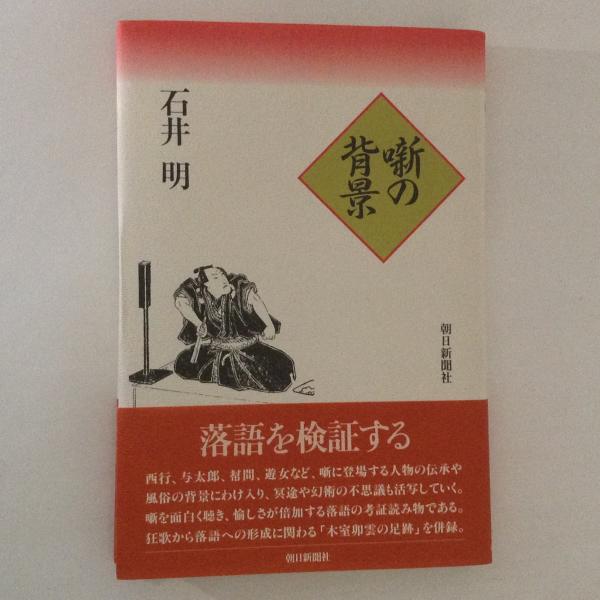 噺の
背景
石井 明
朝日新聞社
落語を検証する
西行、与太郎、幇間、遊女など、噺に登場する人物の伝承や
風俗の背景にわけ入り、冥途や幻術の不思議も活写していく。
噺を面白く聴き、愉しさが倍加する落語の考証読み物である。
狂歌から落語への形成に関わる「木室卯雲の足跡」を併録。
朝日新聞社